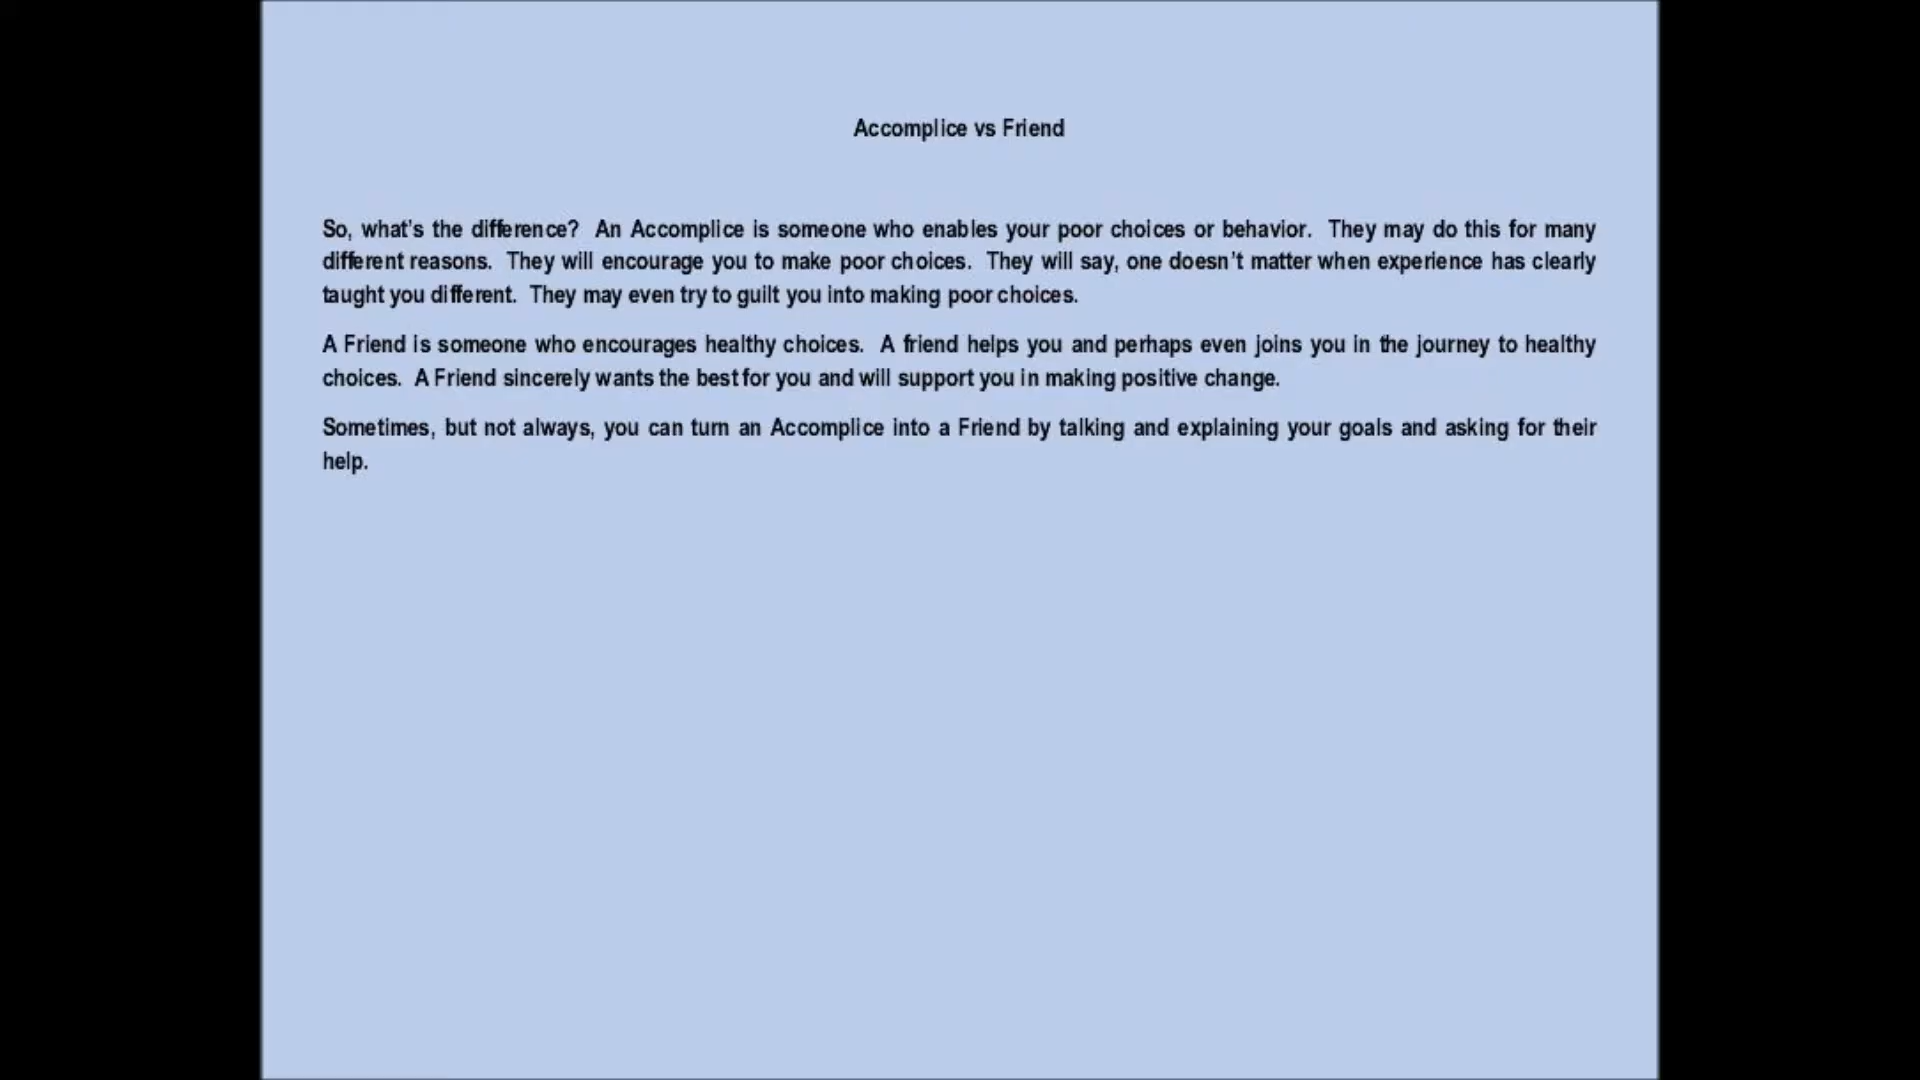 Accomplice vs Friend
So, what's the difference?  An Accomplice is someone who enables your poor choices or behavior.  They may do this for many
different reasons.  They will encourage you to make poor choices.  They will say, one doesn't matter when experience has clearly
taught you different.  They may even try to guilt you into making poor choices.
A Friend is someone who encourages healthy choices.  A friend helps you and perhaps even joins you in the journey to healthy
choices.  A Friend sincerely wants the best for you and will support you in making positive change.
Sometimes, but not always, you can turn an Accomplice into a Friend by talking and explaining your goals and asking for their
help.